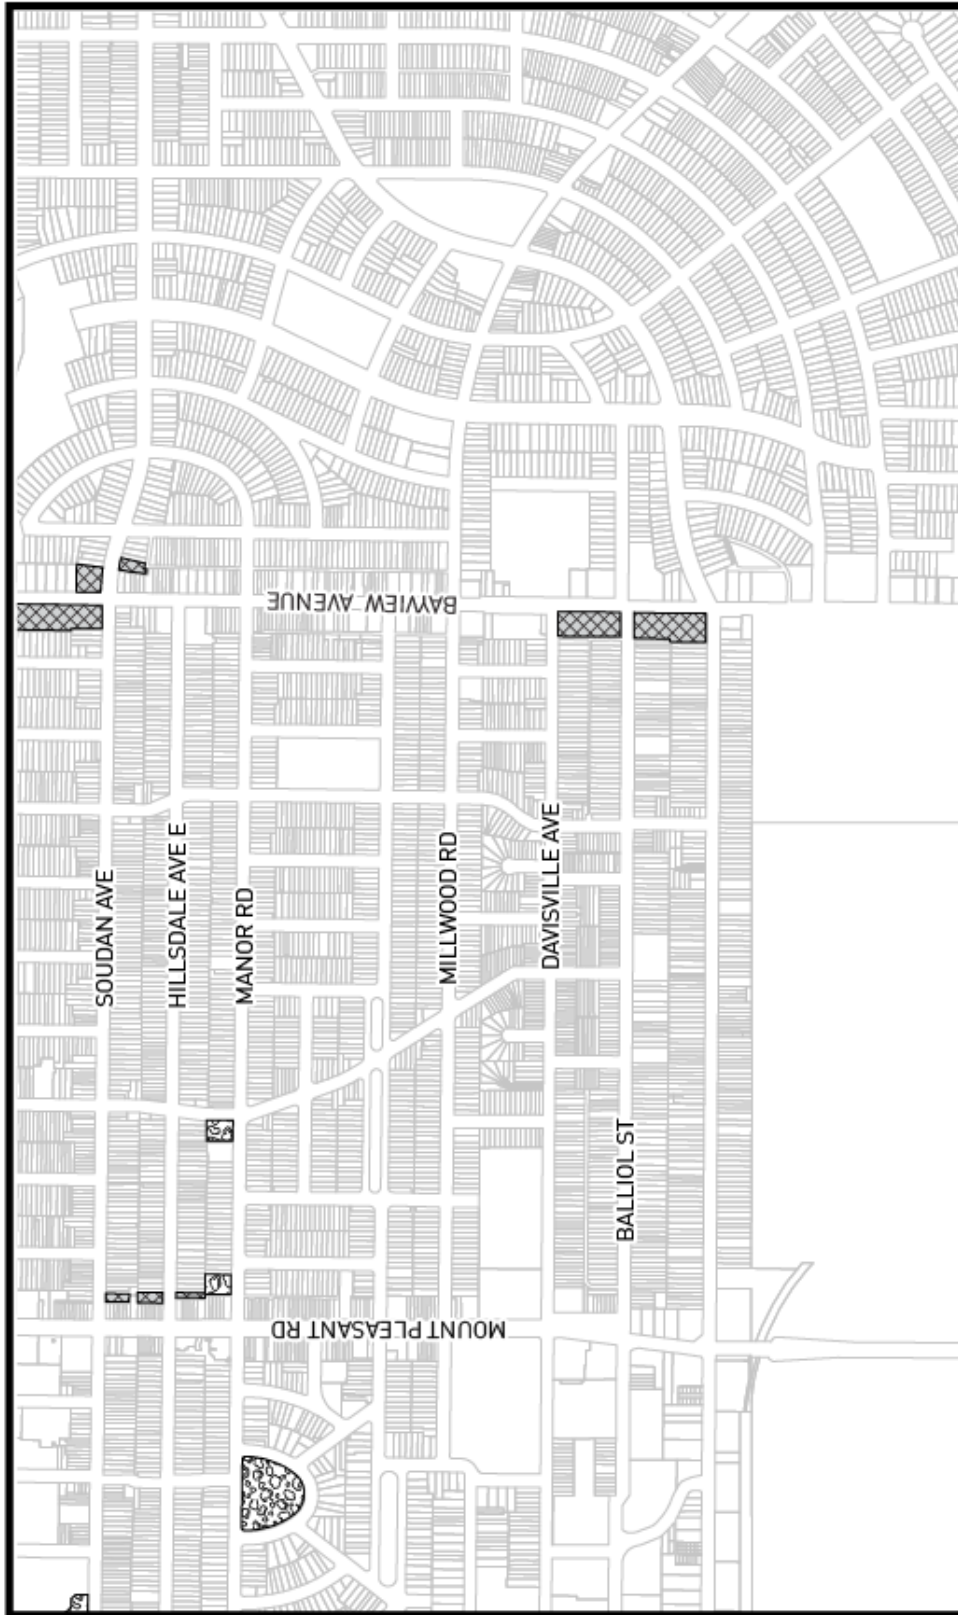 BAYVIEW AVENUE
SOUDAN AVE
HILLSDALE AVE E
MANOR RD
MILLWOOD RD
DAVISVILLE AVE
BALLIOL ST
MOUNT PLEASANT RD